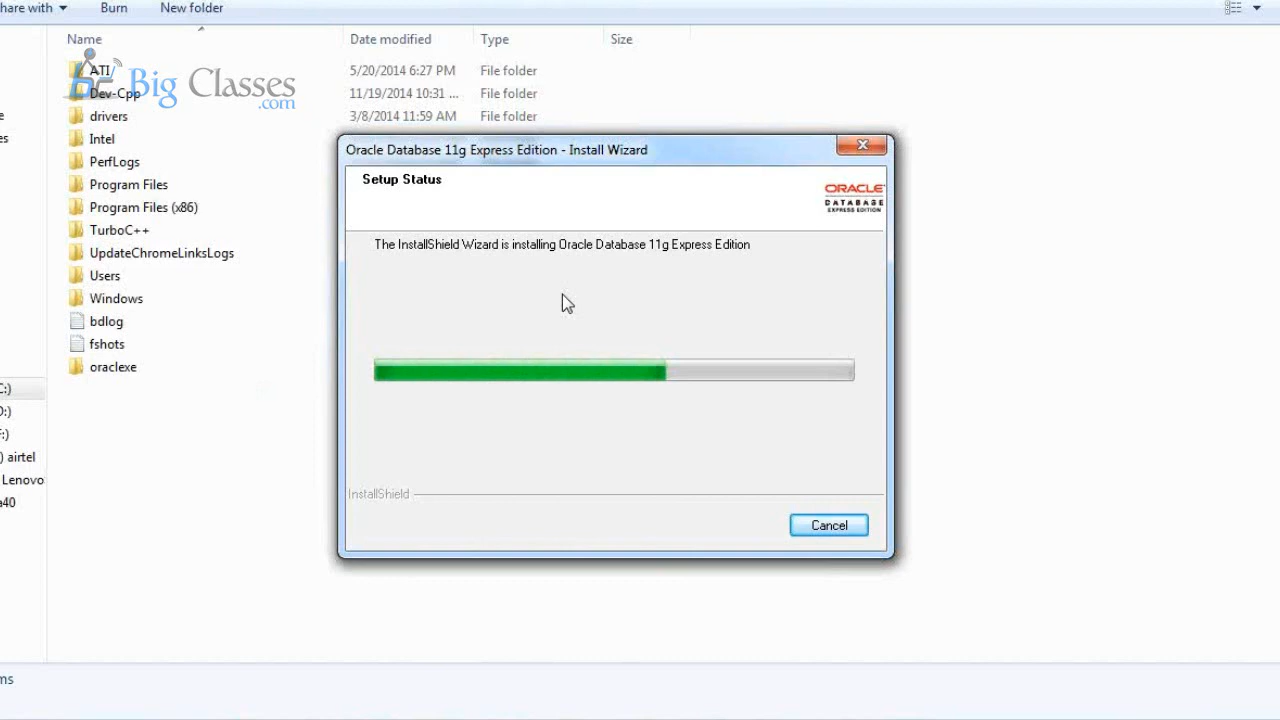 hare with
Burn
New folder
Name
Date modified
Type
Size
ATI
5/20/2014 6:27 PM
File folder
Big Classes
.com
Dev-Cpp
11/19/2014 10:31 ...
File folder
drivers
3/8/2014 11:59 AM
File folder
Intel
PerfLogs
Program Files
Program Files (x86)
TurboC++
UpdateChromeLinksLogs
Users
Windows
bdlog
fshots
oraclexe
e
es
C:)
D:)
F:)
) airtel
Lenovo
a40
ms
Oracle Database 11g Express Edition - Install Wizard
Setup Status
ORACLE
DATABASE
EXPRESS EDITION
The InstallShield Wizard is installing Oracle Database 11g Express Edition
InstallShield
Cancel